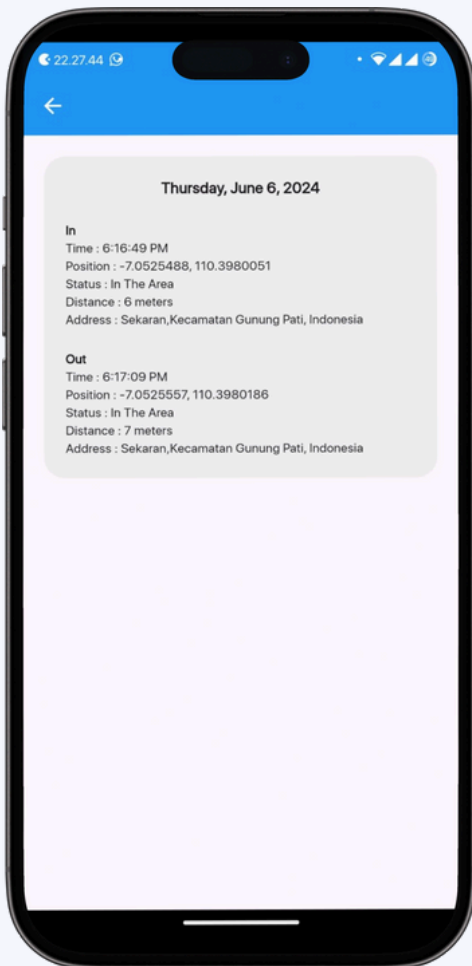 22.27.44
Thursday, June 6, 2024
In
Time : 6:16:49 PM
Position : -7.0525488, 110.3980051
Status : In The Area
Distance : 6 meters
Address : Sekaran,Kecamatan Gunung Pati, Indonesia
Out
Time : 6:17:09 PM
Position : -7.0525557, 110.3980186
Status : In The Area
Distance : 7 meters
Address : Sekaran,Kecamatan Gunung Pati, Indonesia